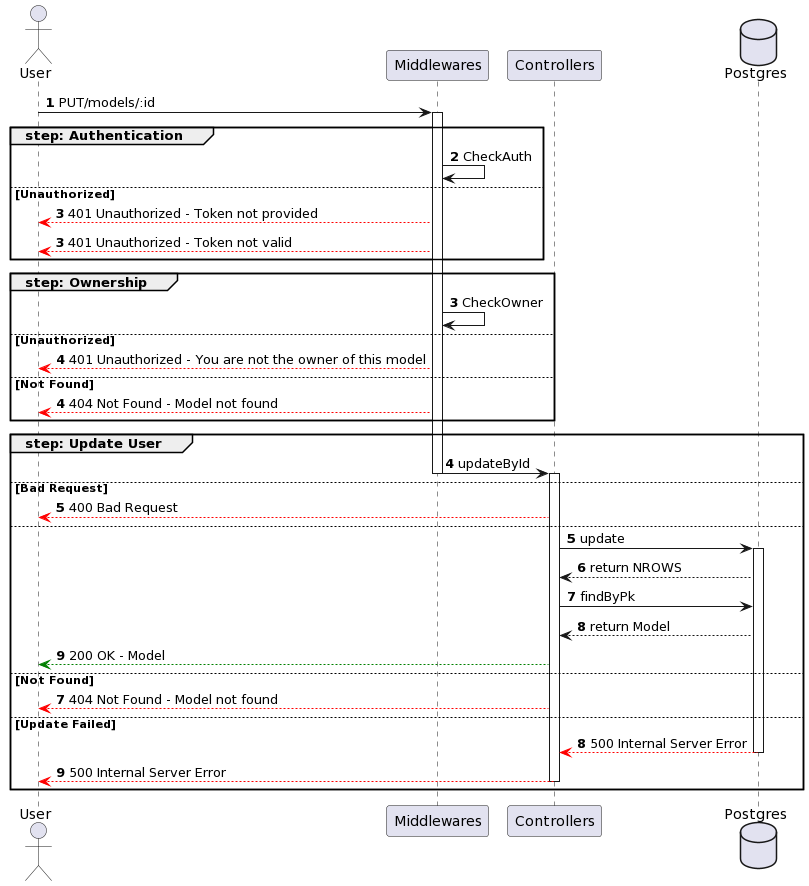 User
Middlewares
Controllers
Postgres
1 PUT/models/:id
step: Authentication
2 CheckAuth
[Unauthorized]
3 401 Unauthorized - Token not provided
3 401 Unauthorized - Token not valid
step: Ownership
3 CheckOwner
[Unauthorized]
4 401 Unauthorized - You are not the owner of this model
[Not Found]
4 404 Not Found - Model not found
step: Update User
4 updateById
[Bad Request]
5 400 Bad Request
5 update
6 return NROWS
7 findByPk
8 return Model
9 200 OK - Model
[Not Found]
7 404 Not Found - Model not found
[Update Failed]
8 500 Internal Server Error
9 500 Internal Server Error
User
Middlewares
Controllers
Postgres